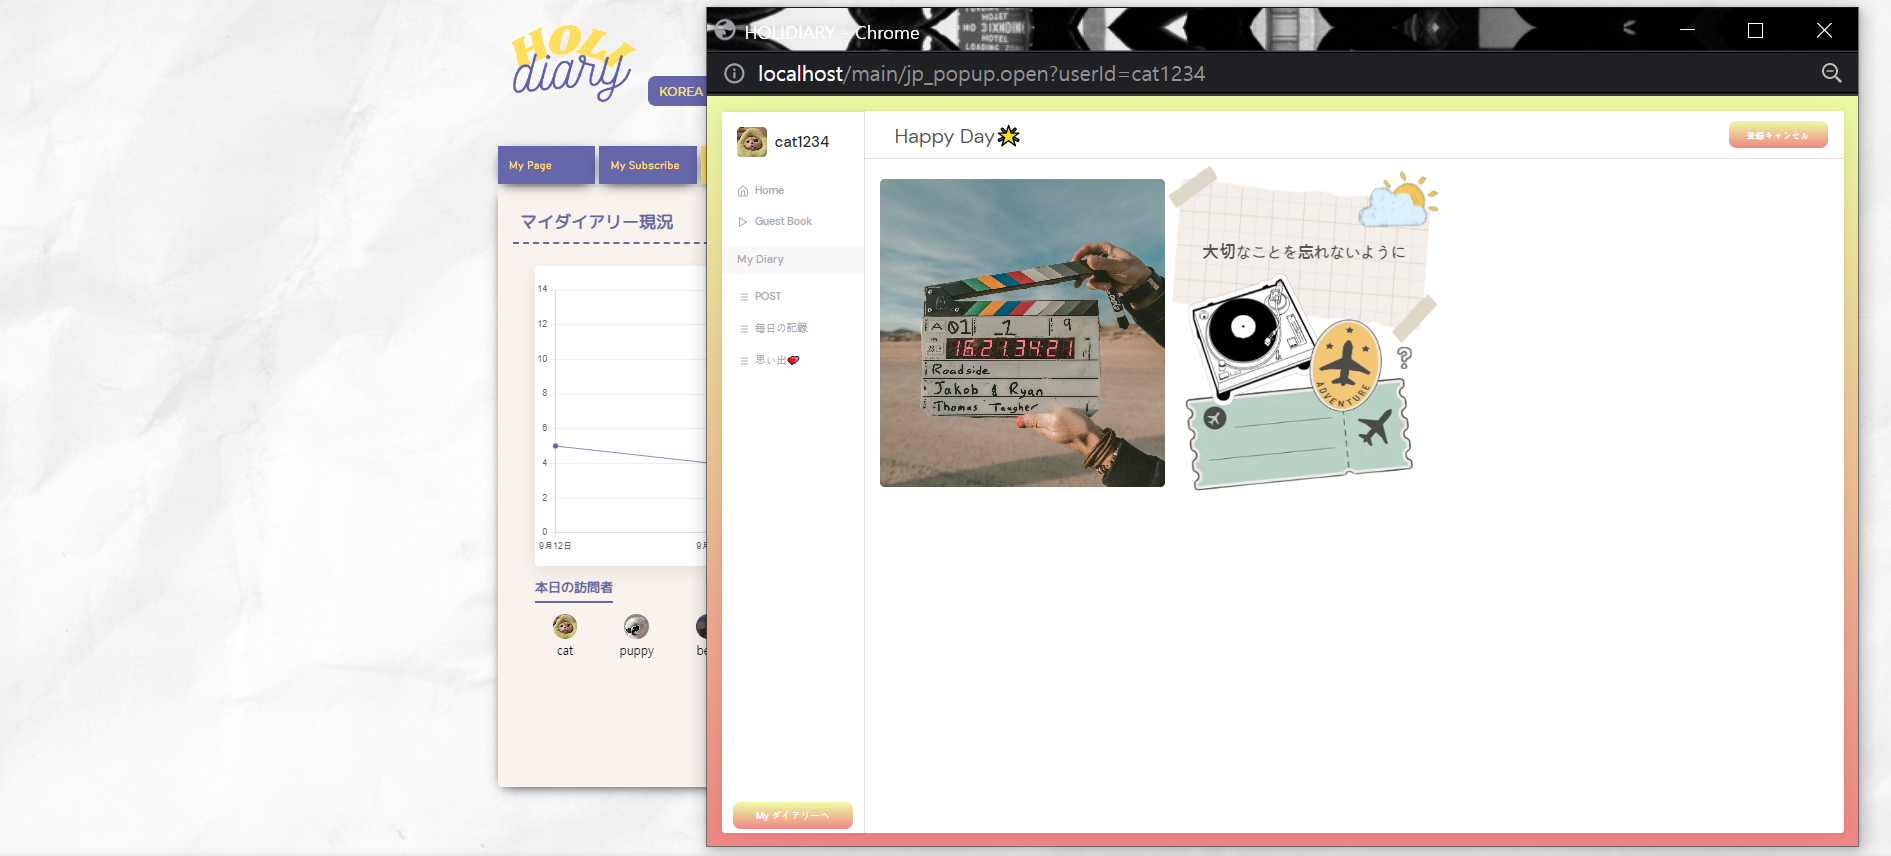 HOLI
diary
KOREA
My Page
My Subscribe
マイダイアリー現況
14
12
10
8
6
4
2
0
9月12日
9月
本日の訪問者
cat
puppy
be
HOLIDIARY - Chrome
HOTEL
LOADING ZONE
localhost/main/jp_popup.open?userId=cat1234
cat1234
Home
Guest Book
My Diary
POST
毎日の記録
思い出
My ダイアリーへ
Happy Day
登録キャンセル
A 01 1 9
16.21.34:21
Roadside
Jakob & Ryan
Thomas Taugher
大切なことを忘れないように
ADVENTURE
?